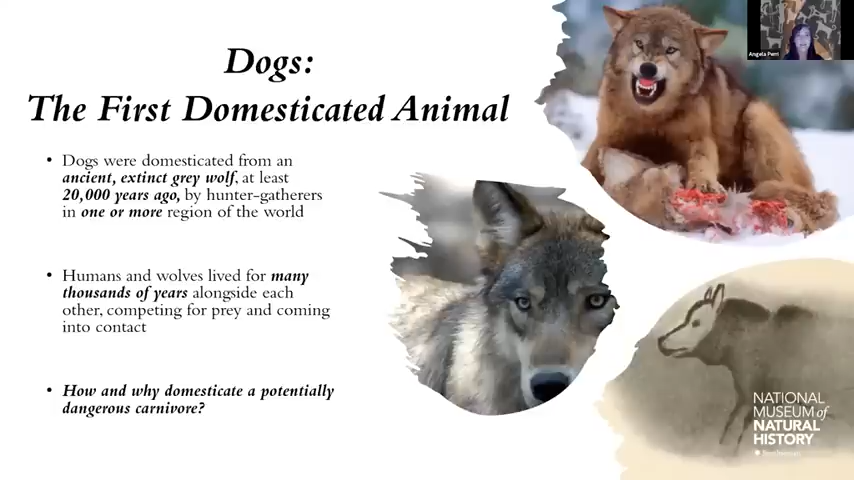 Dogs:
The First Domesticated Animal
• Dogs were domesticated from an
ancient, extinct grey wolf, at least
20,000 years ago, by hunter-gatherers
in one or more region of the world
• Humans and wolves lived for many
thousands of years alongside each
other, competing for prey and coming
into contact
• How and why domesticate a potentially
dangerous carnivore?
Angela Perri
NATIONAL
MUSEUM of
NATURAL
HISTORY
Smithsonian